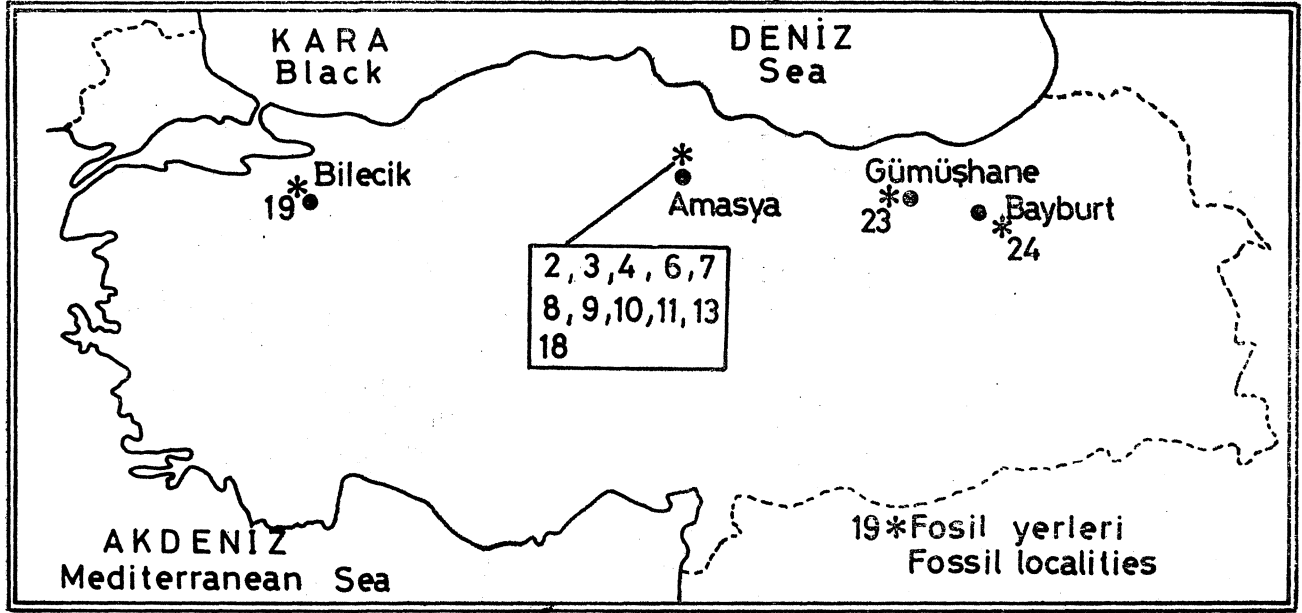 KARA
Black
DENİZ
Sea
Bilecik
19
Amasya
Gümüşhane
23
Bayburt
24
2, 3, 4, 6, 7
8, 9, 10, 11, 13
18
AKDENİZ
Mediterranean Sea
19*Fosil yerleri
Fossil localities